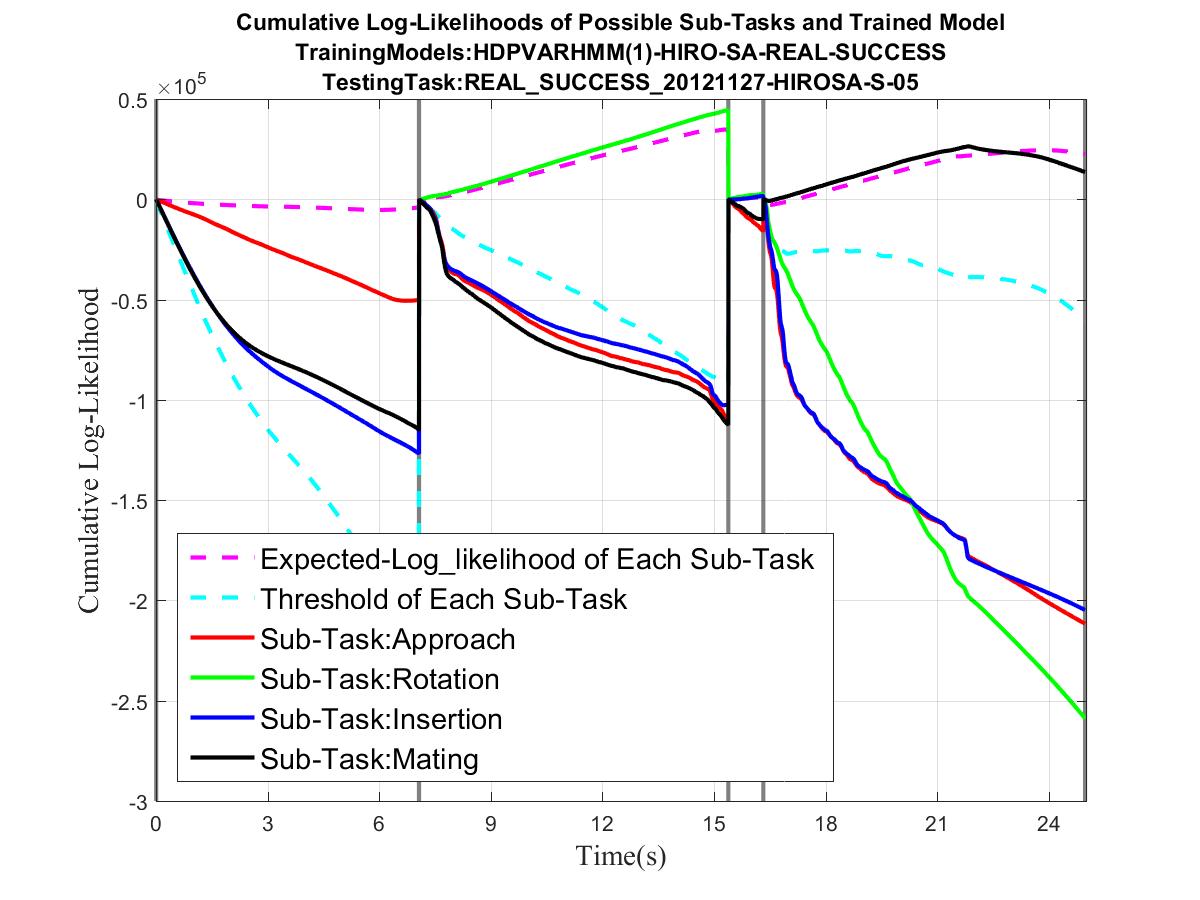 Cumulative Log-Likelihoods of Possible Sub-Tasks and Trained Model
TrainingModels:HDPVARHMM(1)-HIRO-SA-REAL-SUCCESS
TestingTask:REAL_SUCCESS_20121127-HIROSA-S-05
×10^5
0.5
0
-0.5
-1
-1.5
-2
-2.5
-3
Cumulative Log-Likelihood
Expected-Log_likelihood of Each Sub-Task
Threshold of Each Sub-Task
Sub-Task:Approach
Sub-Task:Rotation
Sub-Task:Insertion
Sub-Task:Mating
0 3 6 9 12 15 18 21 24
Time(s)